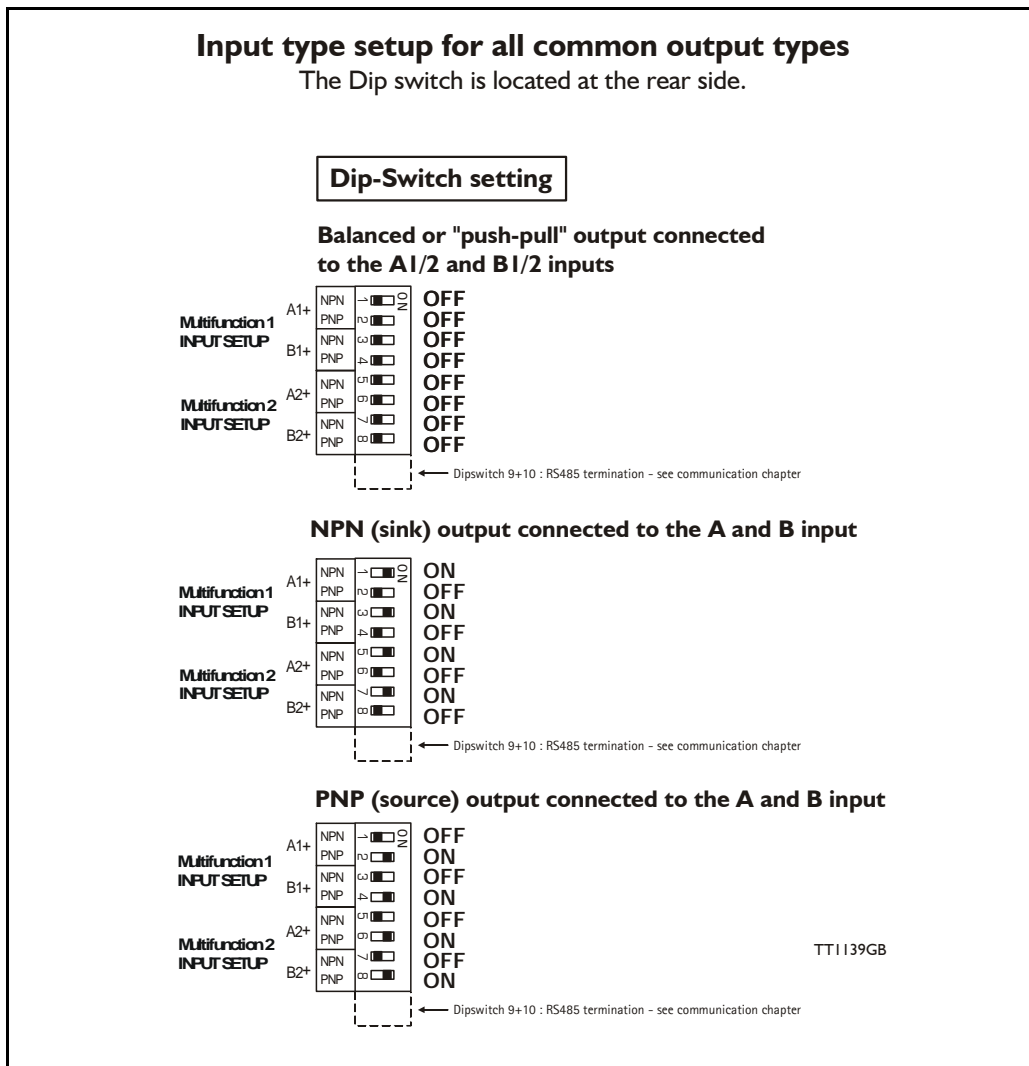 Input type setup for all common output types
The Dip switch is located at the rear side.
Dip-Switch setting
Balanced or "push-pull" output connected
to the A1/2 and B1/2 inputs
Multifunction 1
INPUT SETUP
A1+ NPN 1 ON OFF
PNP 2 OFF
B1+ NPN 3 OFF
PNP 4 OFF
Multifunction 2
INPUT SETUP
A2+ NPN 5 OFF
PNP 6 OFF
B2+ NPN 7 OFF
PNP 8 OFF
Dipswitch 9+10 : RS485 termination - see communication chapter
NPN (sink) output connected to the A and B input
Multifunction 1
INPUT SETUP
A1+ NPN 1 ON ON
PNP 2 OFF
B1+ NPN 3 ON
PNP 4 OFF
Multifunction 2
INPUT SETUP
A2+ NPN 5 ON
PNP 6 OFF
B2+ NPN 7 ON
PNP 8 OFF
Dipswitch 9+10 : RS485 termination - see communication chapter
PNP (source) output connected to the A and B input
Multifunction 1
INPUT SETUP
A1+ NPN 1 ON OFF
PNP 2 ON
B1+ NPN 3 OFF
PNP 4 ON
Multifunction 2
INPUT SETUP
A2+ NPN 5 OFF
PNP 6 ON
B2+ NPN 7 OFF
PNP 8 ON
TT1139GB
Dipswitch 9+10 : RS485 termination - see communication chapter